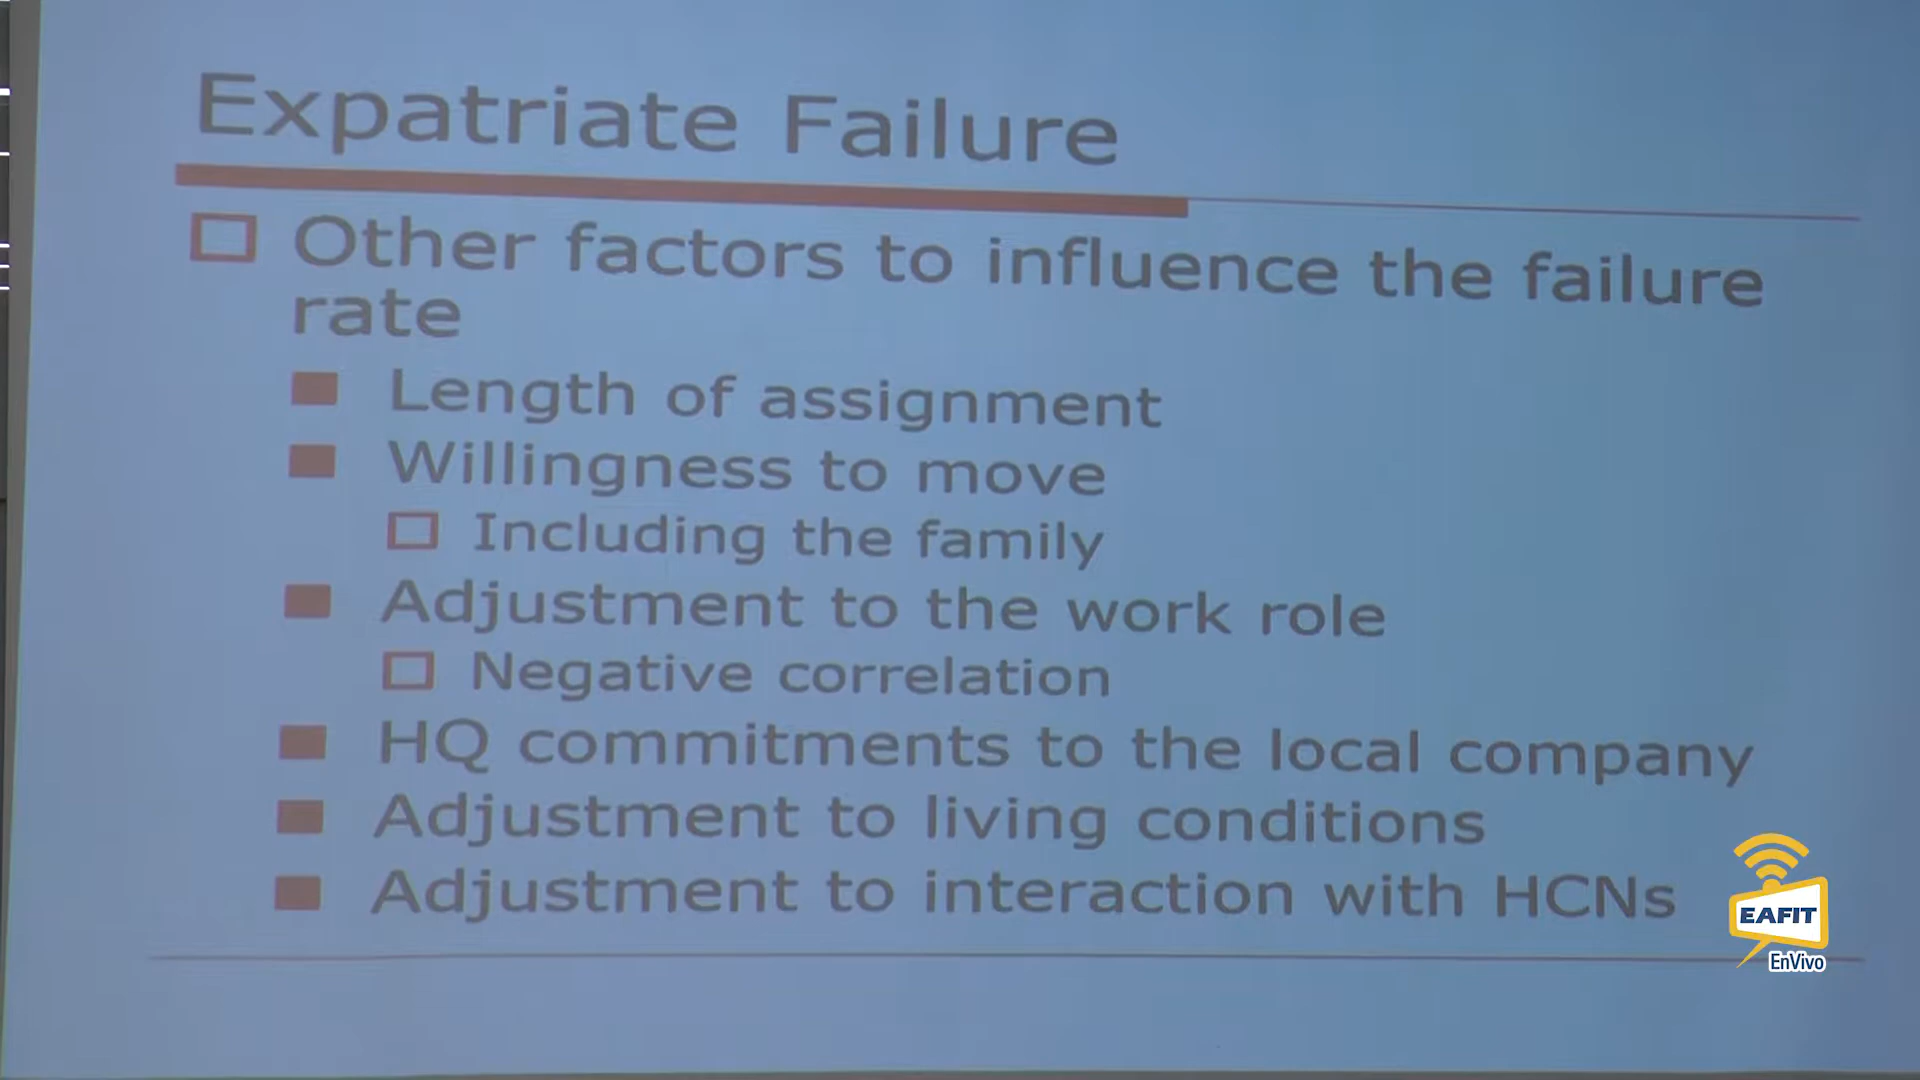 Expatriate Failure
Other factors to influence the failure
rate
Length of assignment
Willingness to move
Including the family
Adjustment to the work role
Negative correlation
HQ commitments to the local company
Adjustment to living conditions
Adjustment to interaction with HCNs
EAFIT
EnVivo